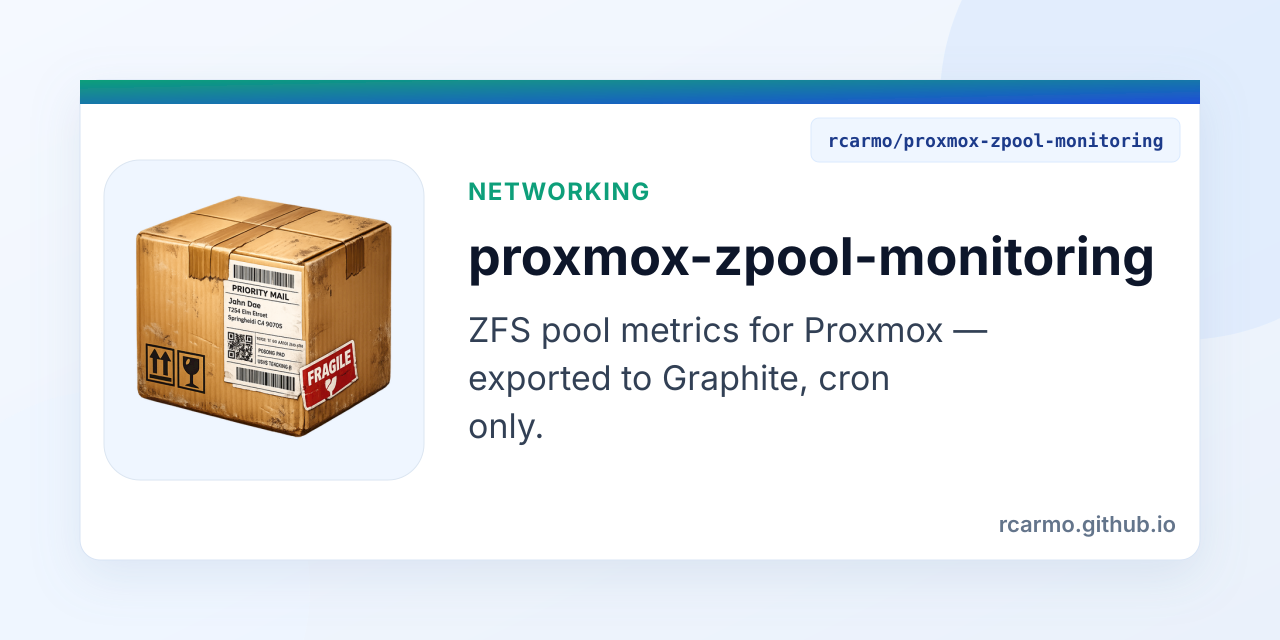 rcarmo/proxmox-zpool-monitoring
NETWORKING
proxmox-zpool-monitoring
ZFS pool metrics for Proxmox —
exported to Graphite, cron
only.
PRIORITY MAIL
John Dae
FRAGILE
rcarmo.github.io